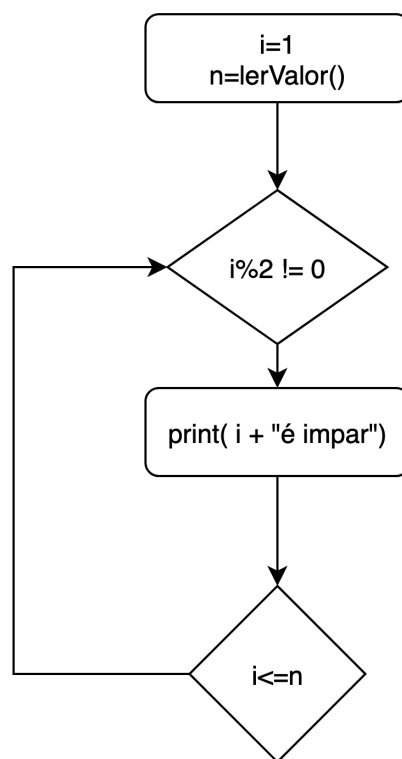 i=1
n=lerValor()
i%2 != 0
print( i + "é impar")
i<=n